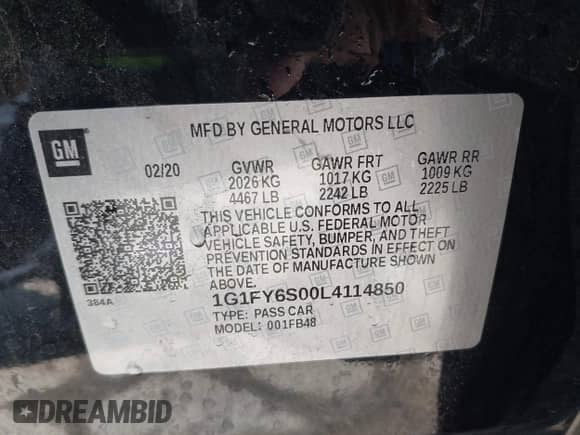 MFD BY GENERAL MOTORS LLC
GM
02/20 GVWR GAWR FRT GAWR RR
2026 KG 1017 KG 1009 KG
4467 LB 2242 LB 2225 LB
THIS VEHICLE CONFORMS TO ALL
APPLICABLE U.S. FEDERAL MOTOR
VEHICLE SAFETY, BUMPER, AND THEFT
PREVENTION STANDARDS IN EFFECT ON
THE DATE OF MANUFACTURE SHOWN
ABOVE.
384A
1G1FY6S00L4114850
TYPE: PASS CAR
MODEL: 001FB48
DREAMBID